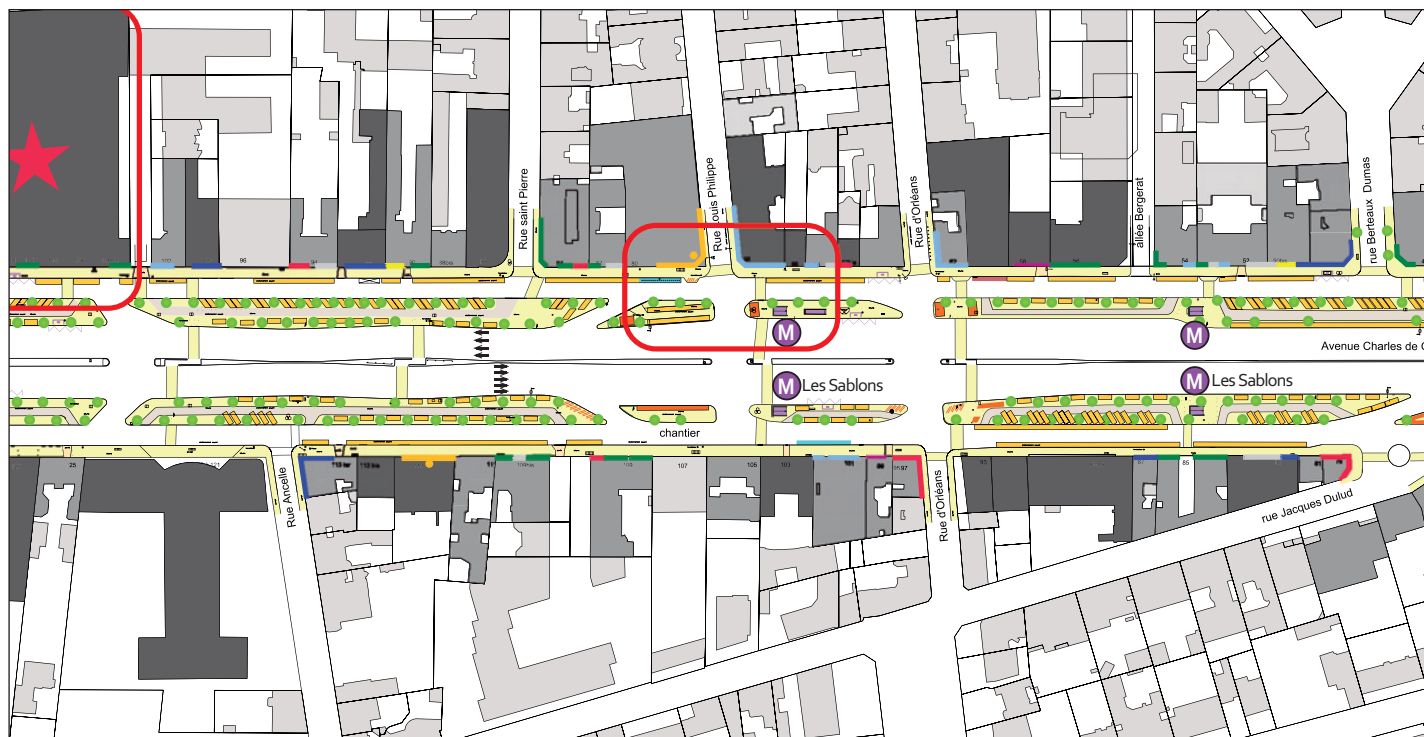 Rue saint Pierre
Rue Louis Philippe
Rue d'Orléans
allée Bergerat
rue Berteaux Dumas
96
80
54
52
M
M
Avenue Charles de G
M Les Sablons
M Les Sablons
chantier
25
121
107
105
103
101
97
85
Rue Ancelle
Rue d'Orléans
rue Jacques Dulud